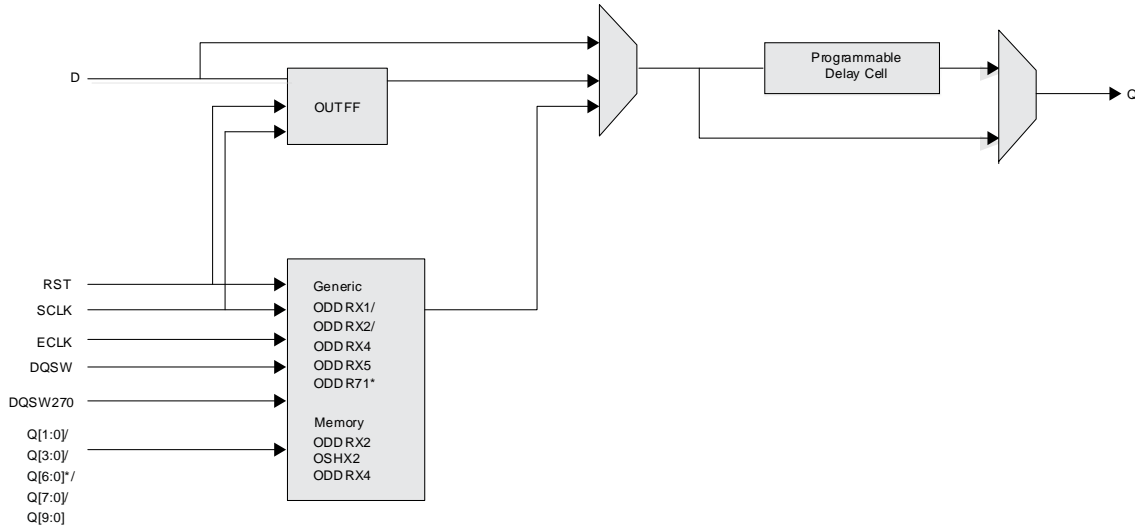 D
OUTFF
Programmable
Delay Cell
Q
RST
SCLK
ECLK
DQSW
DQSW270
Q[1:0]/
Q[3:0]/
Q[6:0]*/
Q[7:0]/
Q[9:0]
Generic
ODDRX1/
ODDRX2/
ODDRX4
ODDRX5
ODDR71*
Memory
ODDRX2
OSHX2
ODDRX4